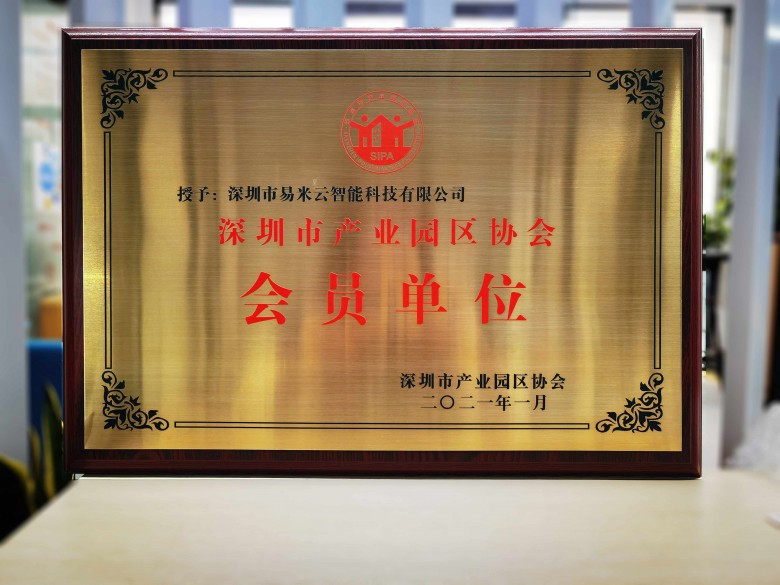 SIPA
授予：深圳市易米云智能科技有限公司
深圳市产业园区协会
会员单位
深圳市产业园区协会
二〇二一年一月